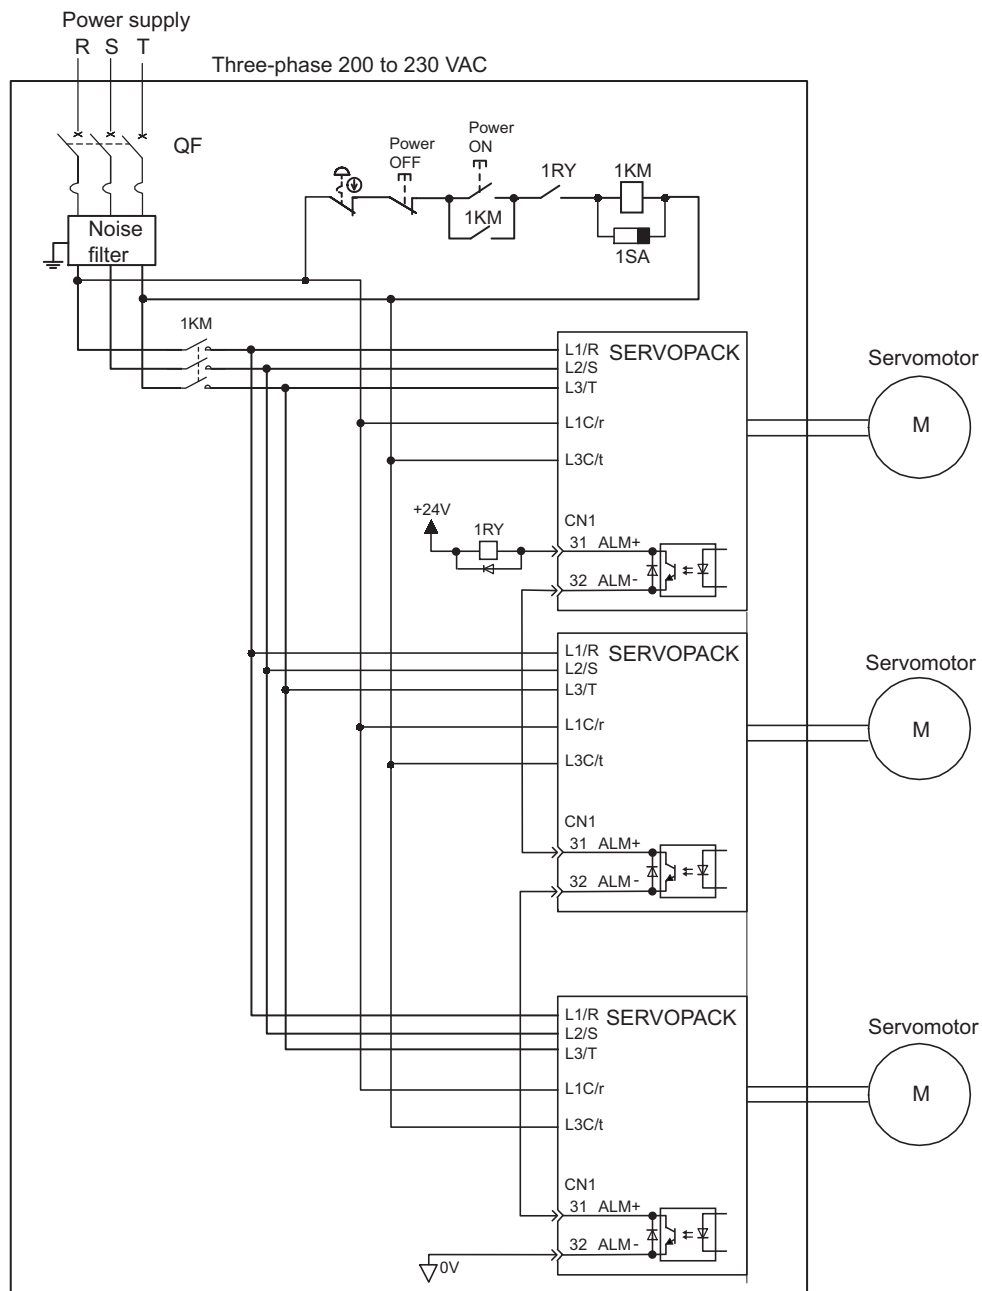 Power supply
R S T
Three-phase 200 to 230 VAC
QF
Power
OFF
Power
ON
1RY
1KM
1KM
1SA
Noise
filter
1KM
L1/R SERVOPACK
L2/S
L3/T
L1C/r
L3C/t
Servomotor
M
+24V
1RY
CN1
31 ALM+
32 ALM-
L1/R SERVOPACK
L2/S
L3/T
L1C/r
L3C/t
Servomotor
M
CN1
31 ALM+
32 ALM-
L1/R SERVOPACK
L2/S
L3/T
L1C/r
L3C/t
Servomotor
M
CN1
31 ALM+
32 ALM-
0V